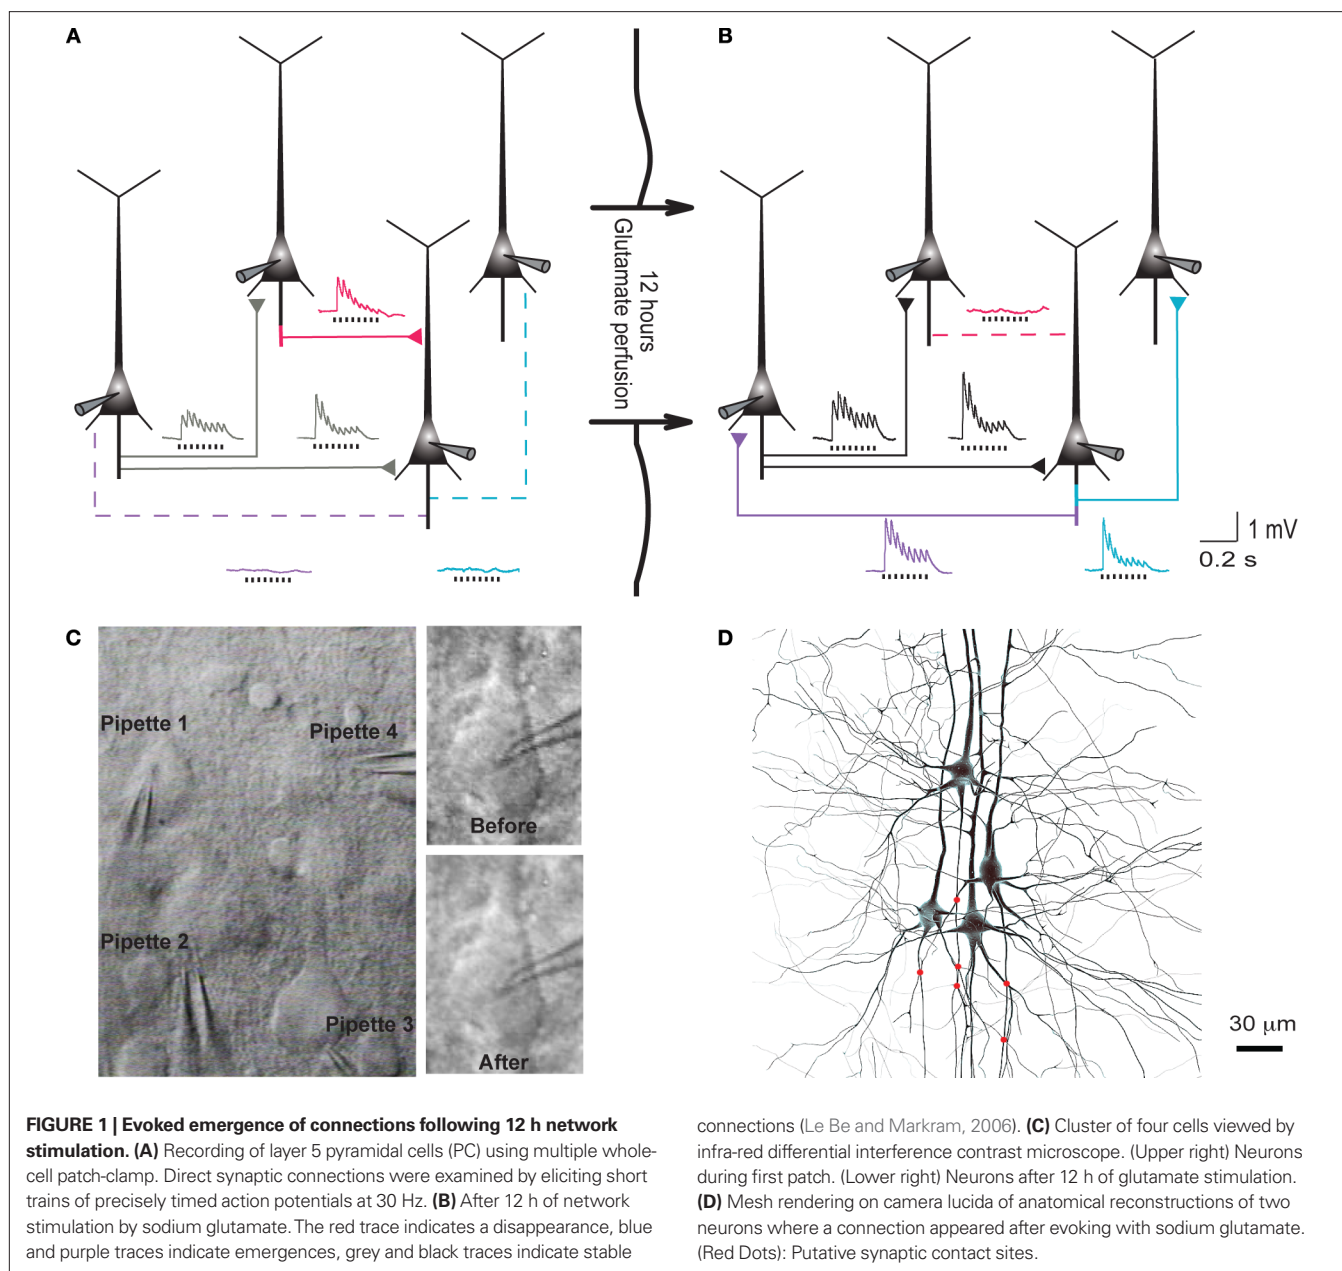 A
B
12 hours
Glutamate perfusion
1 mV
0.2 s
C
Pipette 1
Pipette 4
Pipette 2
Pipette 3
Before
After
D
30 µm
FIGURE 1 | Evoked emergence of connections following 12 h network
stimulation. (A) Recording of layer 5 pyramidal cells (PC) using multiple whole-
cell patch-clamp. Direct synaptic connections were examined by eliciting short
trains of precisely timed action potentials at 30 Hz. (B) After 12 h of network
stimulation by sodium glutamate. The red trace indicates a disappearance, blue
and purple traces indicate emergences, grey and black traces indicate stable
connections (Le Be and Markram, 2006). (C) Cluster of four cells viewed by
infra-red differential interference contrast microscope. (Upper right) Neurons
during first patch. (Lower right) Neurons after 12 h of glutamate stimulation.
(D) Mesh rendering on camera lucida of anatomical reconstructions of two
neurons where a connection appeared after evoking with sodium glutamate.
(Red Dots): Putative synaptic contact sites.